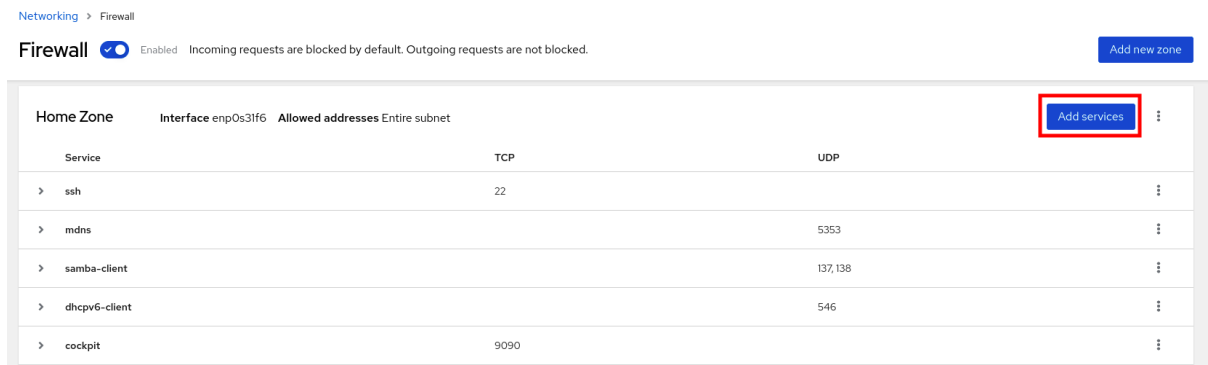 Networking > Firewall
Firewall Enabled Incoming requests are blocked by default. Outgoing requests are not blocked. Add new zone
Home Zone Interface enp0s31f6 Allowed addresses Entire subnet Add services
Service TCP UDP
ssh 22
mdns 5353
samba-client 137, 138
dhcpv6-client 546
cockpit 9090